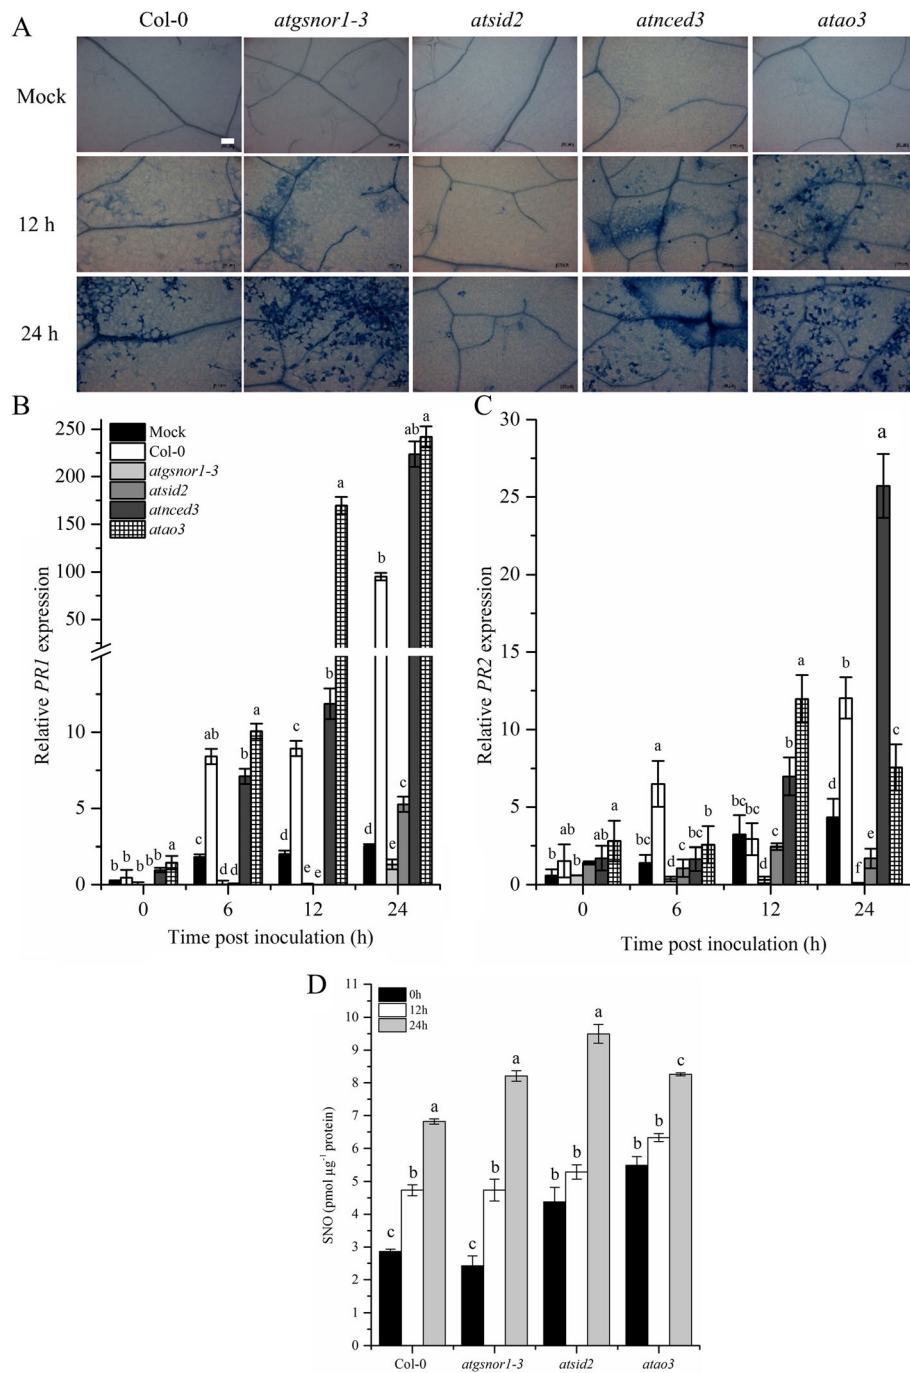 A
Col-0
atgsnor1-3
atsid2
atnced3
atao3
Mock
12 h
24 h
B
Relative PR1 expression
250
225
200
175
150
125
100
75
50
10
5
0
Mock
Col-0
atgsnor1-3
atsid2
atnced3
atao3
b
b
b
b
b
a
c
ab
d
d
b
a
d
c
e
e
b
a
d
b
e
c
ab
a
0
6
12
24
Time post inoculation (h)
C
Relative PR2 expression
30
25
20
15
10
5
0
b
ab
c
ab
b
a
bc
a
d
c
bc
b
bc
bc
d
c
b
a
d
b
f
e
a
c
0
6
12
24
Time post inoculation (h)
D
SNO (pmol µg-1 protein)
11
10
9
8
7
6
5
4
3
2
1
0
0h
12h
24h
c
b
a
c
b
a
b
b
a
b
b
c
Col-0
atgsnor1-3
atsid2
atao3